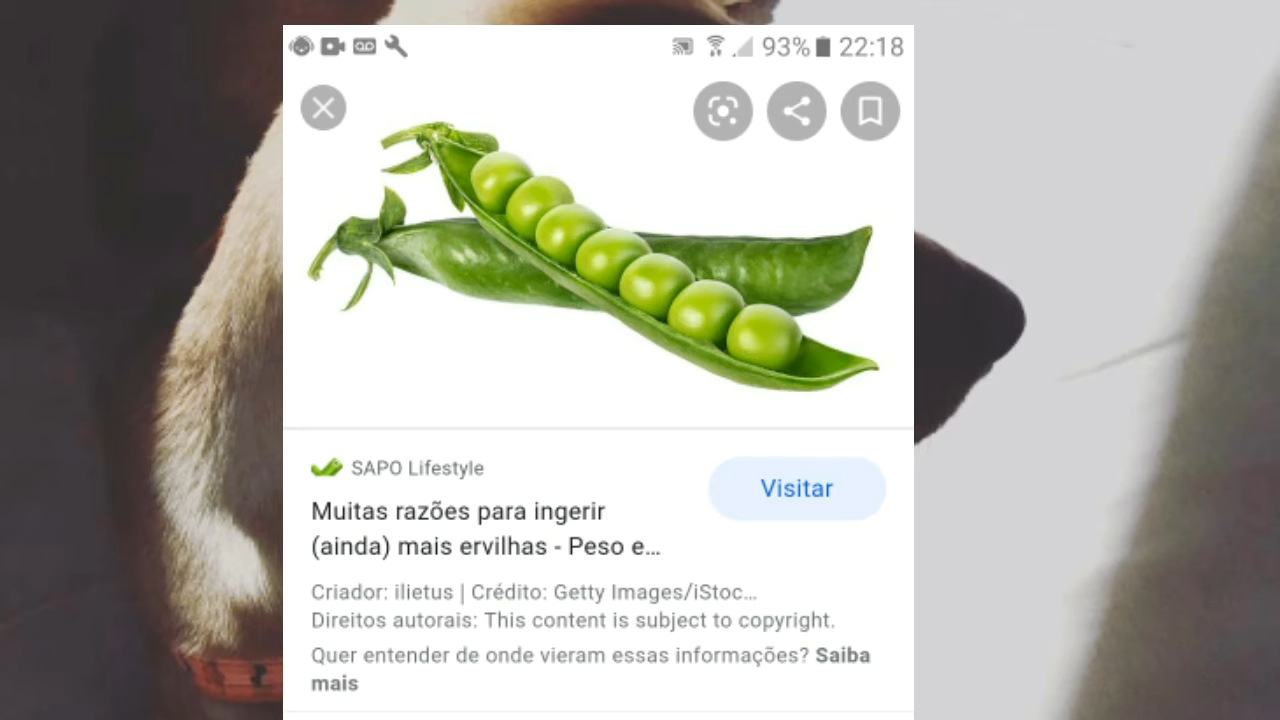 93% 22:18
SAPO Lifestyle
Visitar
Muitas razões para ingerir
(ainda) mais ervilhas - Peso e...
Criador: ilietus | Crédito: Getty Images/iStoc...
Direitos autorais: This content is subject to copyright.
Quer entender de onde vieram essas informações? Saiba
mais